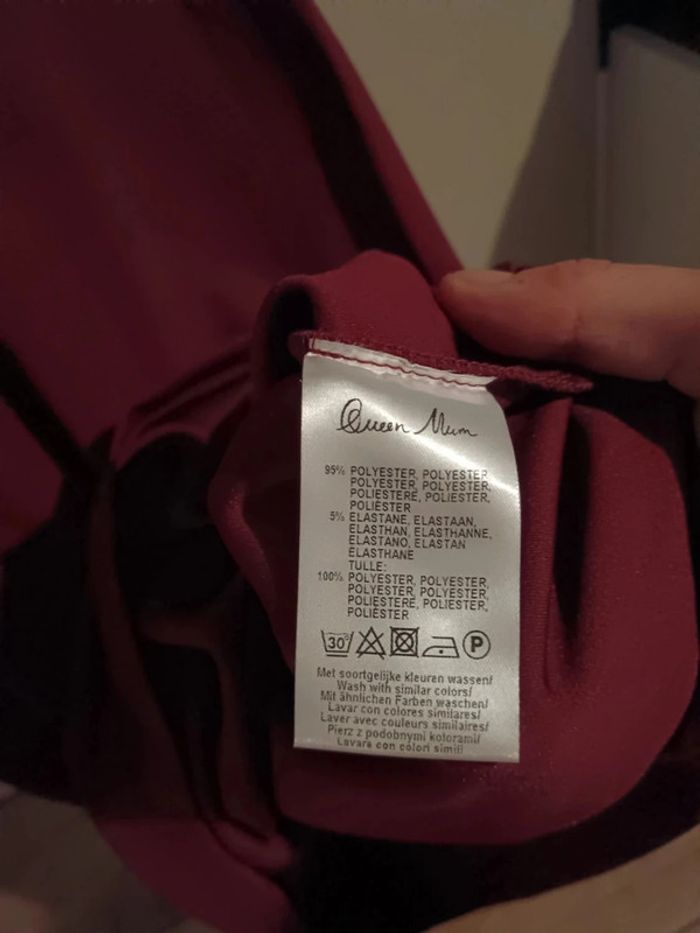 Queen Mum
95% POLYESTER, POLYESTER
POLYESTER, POLYESTER,
POLIESTERE, POLIESTER,
POLIÉSTER
5% ELASTANE, ELASTAAN,
ELASTHAN, ELASTHANNE,
ELASTANO, ELASTAN
ÉLASTHANE
TULLE:
100% POLYESTER, POLYESTER,
POLYESTER, POLYESTER,
POLIESTERE, POLIESTER,
POLIÉSTER
30° P
Met soortgelijke kleuren wassen/
Wash with similar colors/
Mit ähnlichen Farben waschen/
Lavar con colores similares/
Laver avec couleurs similaires/
Pierz z podobnymi kolorami/
Lavara con colori simili